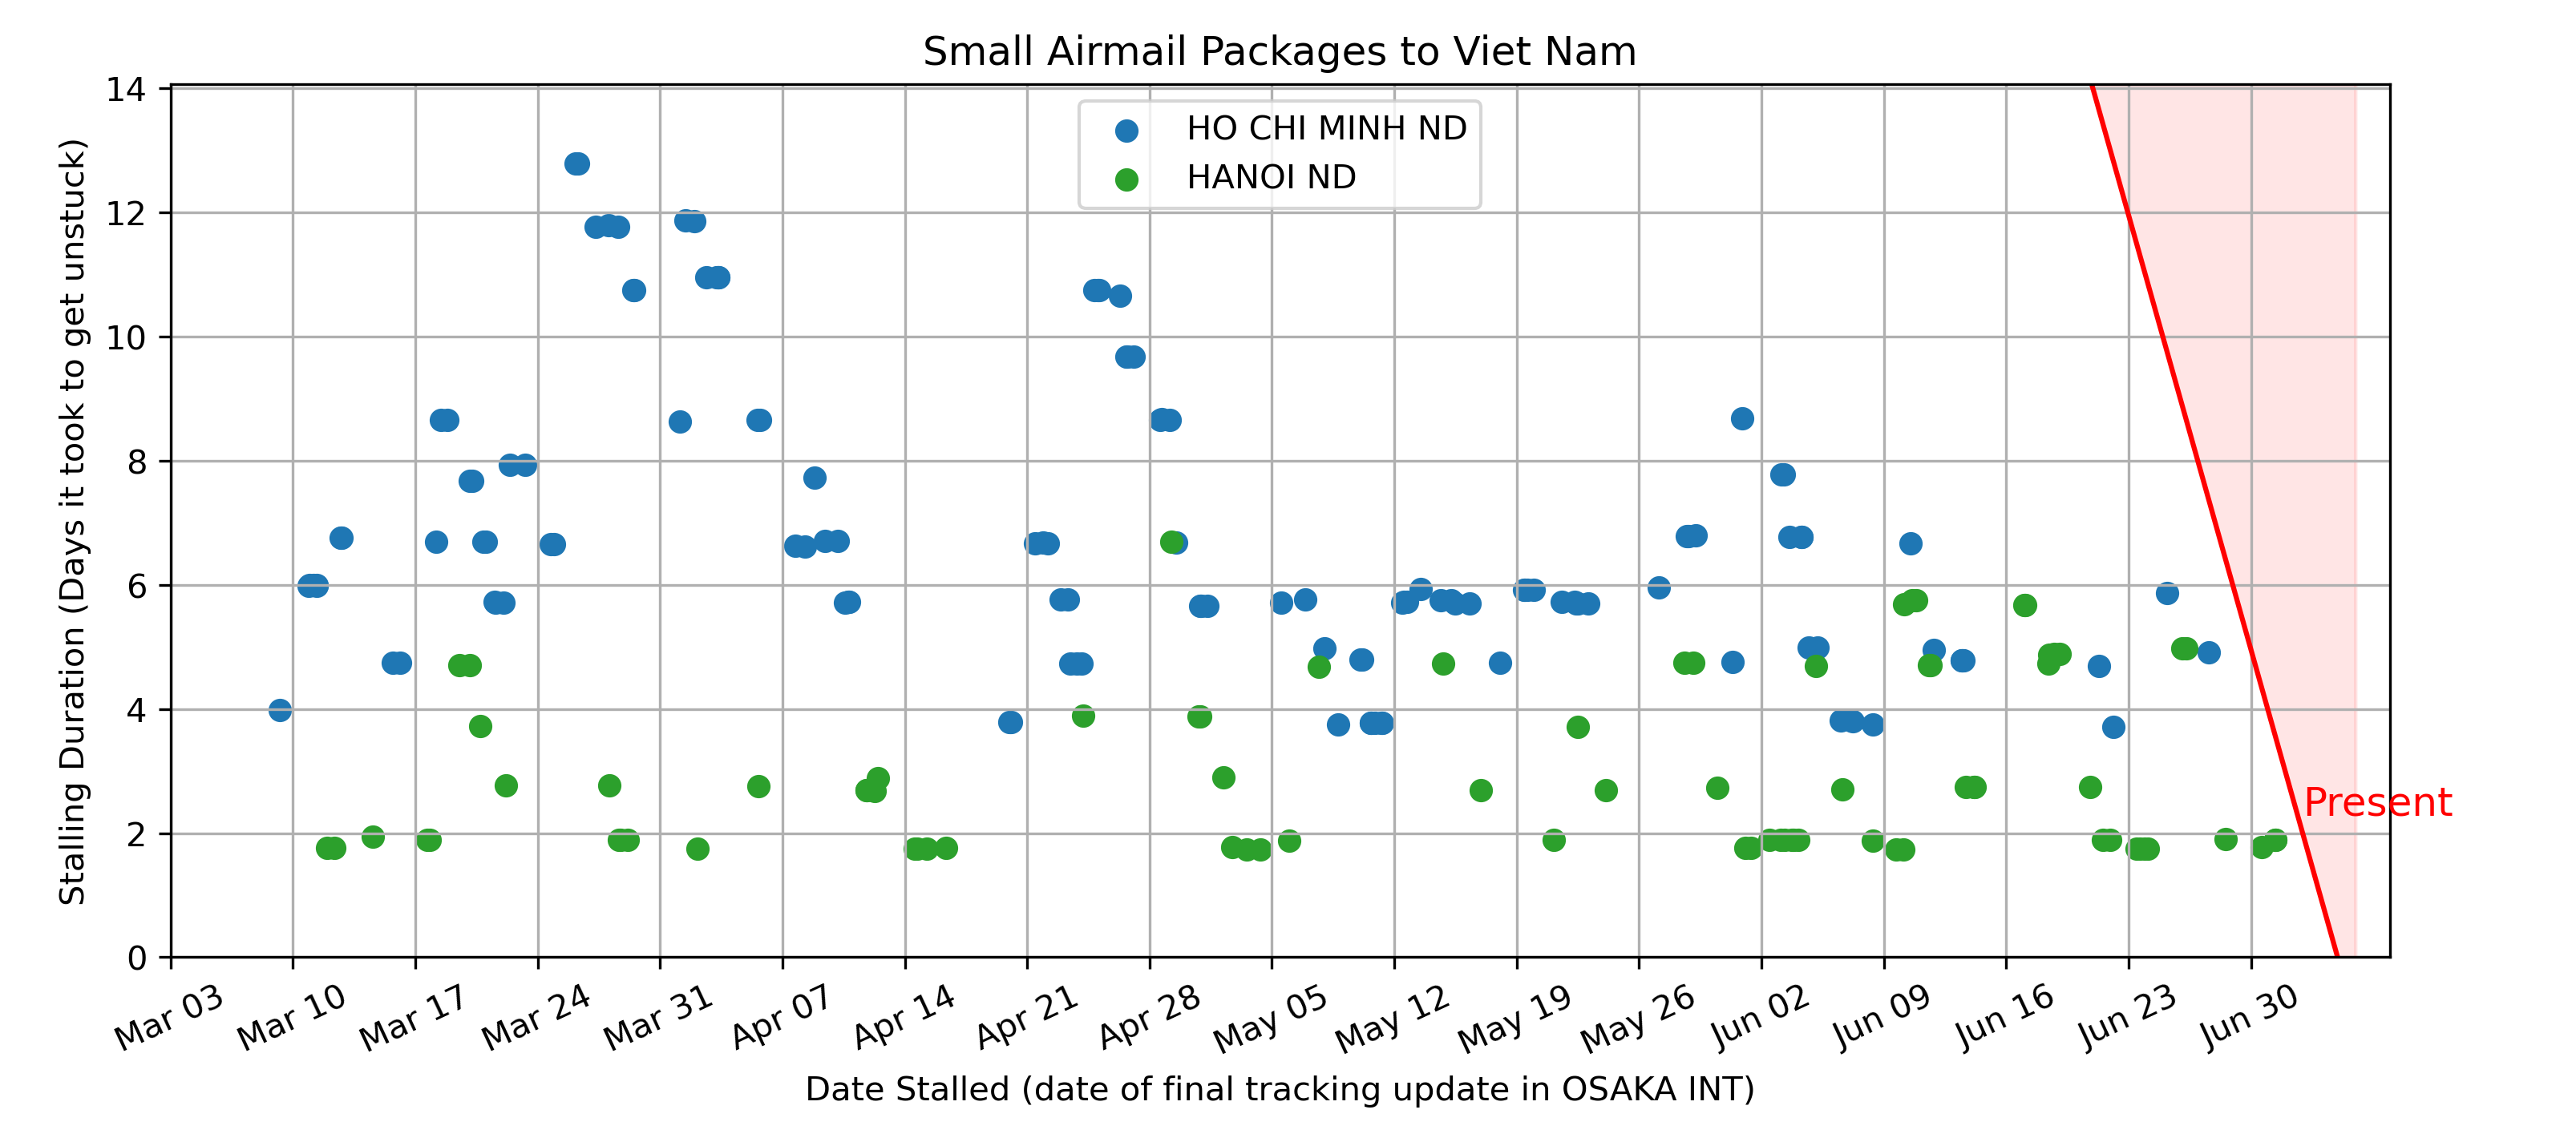 Small Airmail Packages to Viet Nam
HO CHI MINH ND
HANOI ND
Stalling Duration (Days it took to get unstuck)
14
12
10
8
6
4
2
0
Present
Mar 03
Mar 10
Mar 17
Mar 24
Mar 31
Apr 07
Apr 14
Apr 21
Apr 28
May 05
May 12
May 19
May 26
Jun 02
Jun 09
Jun 16
Jun 23
Jun 30
Date Stalled (date of final tracking update in OSAKA INT)